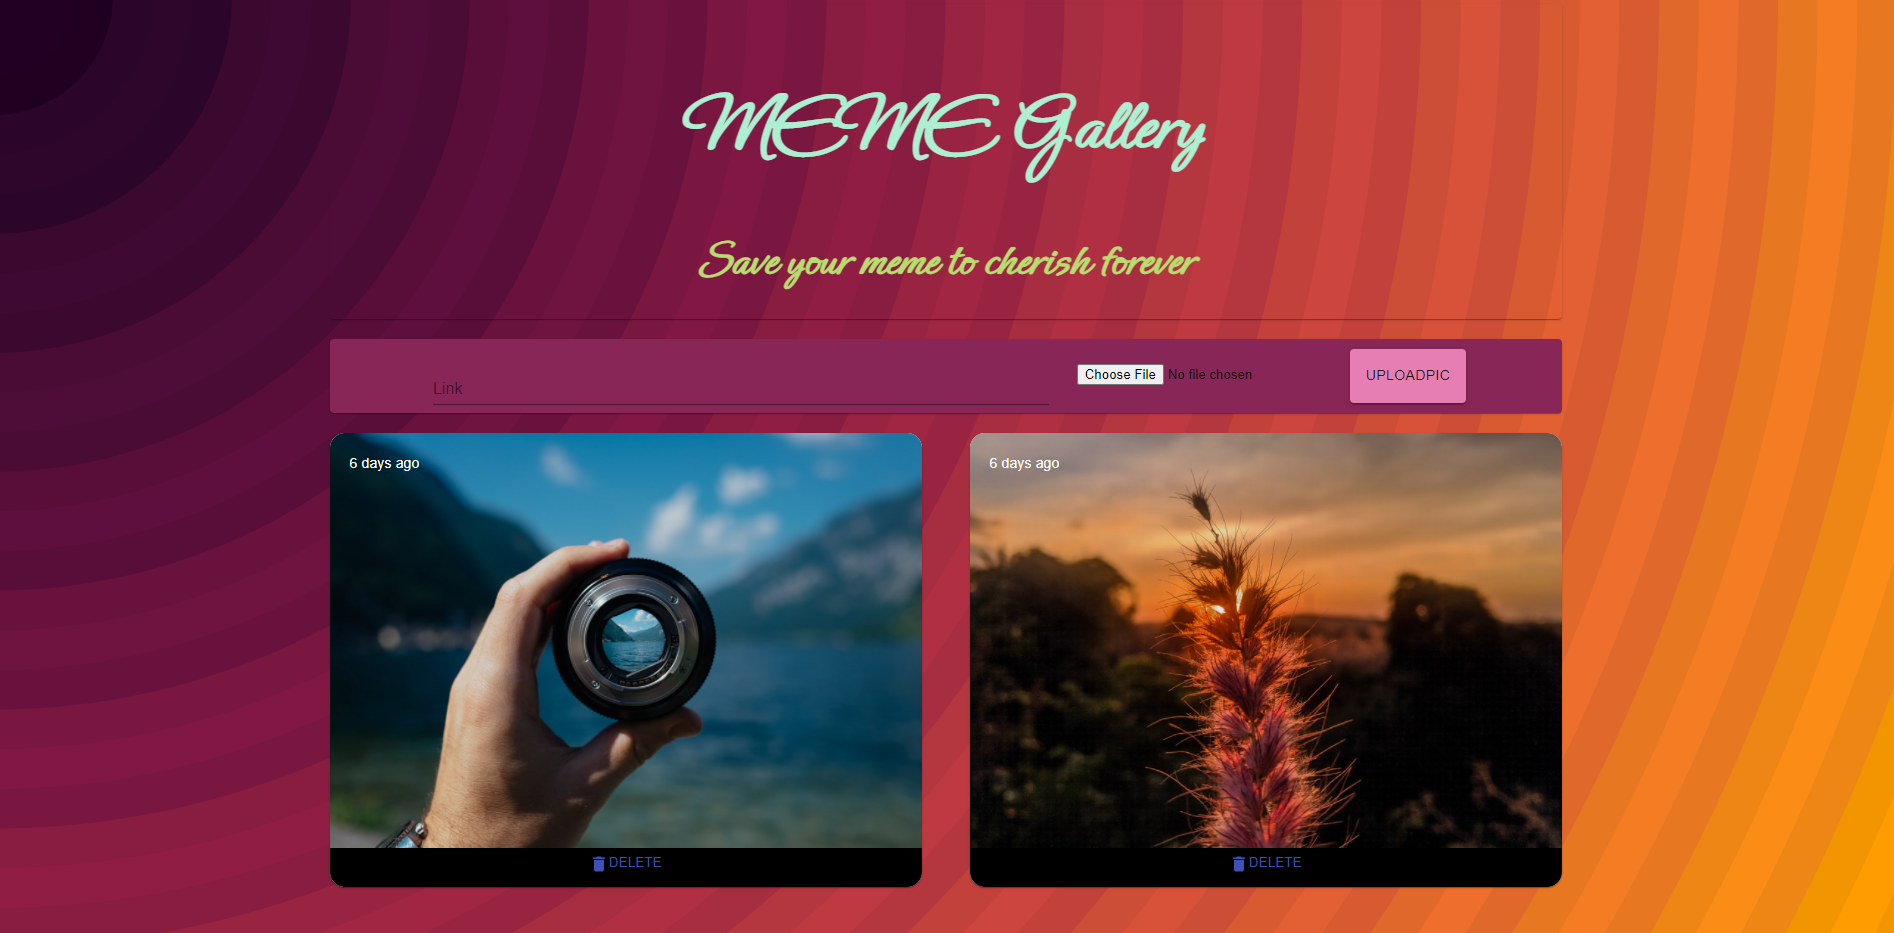 MEME Gallery
Save your meme to cherish forever
Link
Choose File No file chosen
UPLOADPIC
6 days ago
6 days ago
DELETE
DELETE